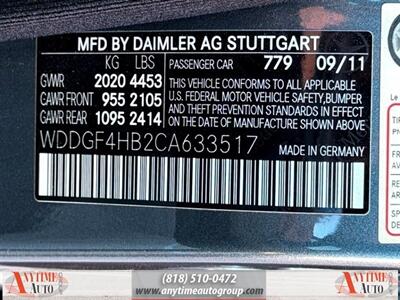 MFD BY DAIMLER AG STUTTGART
KG LBS PASSENGER CAR 779 09/11
GWR 2020 4453
GAWR FRONT 955 2105
GAWR REAR 1095 2414
THIS VEHICLE CONFORMS TO ALL APPLICABLE
U.S. FEDERAL MOTOR VEHICLE SAFETY, BUMPER
AND THEFT PREVENTION STANDARDS IN EFFECT
ON THE DATE OF MANUFACTURE SHOWN ABOVE
WDDGF4HB2CA633517
MADE IN GERMANY
ANYTIME AUTO
(818) 510-0472
www.anytimeautogroup.com
ANYTIME AUTO